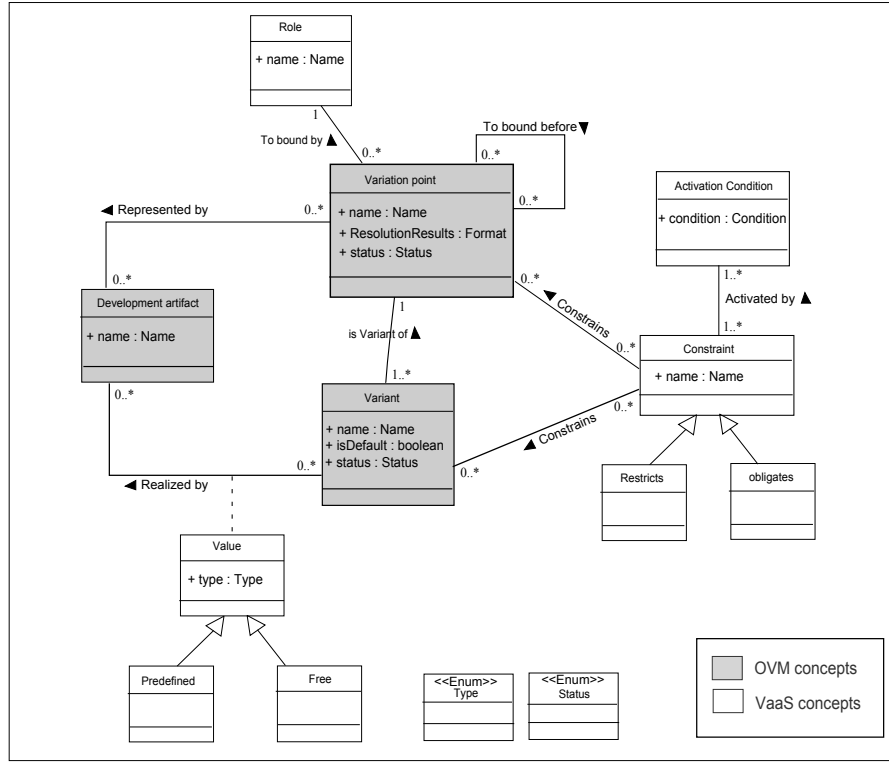 Role
+ name : Name
1
To bound by ▲
0..*
To bound before ▼
0..*
0..*
Variation point
+ name : Name
+ ResolutionResults : Format
+ status : Status
Activation Condition
+ condition : Condition
◀ Represented by
0..*
0..*
Development artifact
+ name : Name
0..*
1
is Variant of ▲
1..*
0..*
◀ Constrains
0..*
1..*
Activated by ▲
1..*
Constraint
+ name : Name
Variant
+ name : Name
+ isDefault : boolean
+ status : Status
0..*
◀ Constrains
0..*
0..*
◀ Realized by
Restricts
obligates
Value
+ type : Type
Predefined
Free
<<Enum>>
Type
<<Enum>>
Status
OVM concepts
VaaS concepts